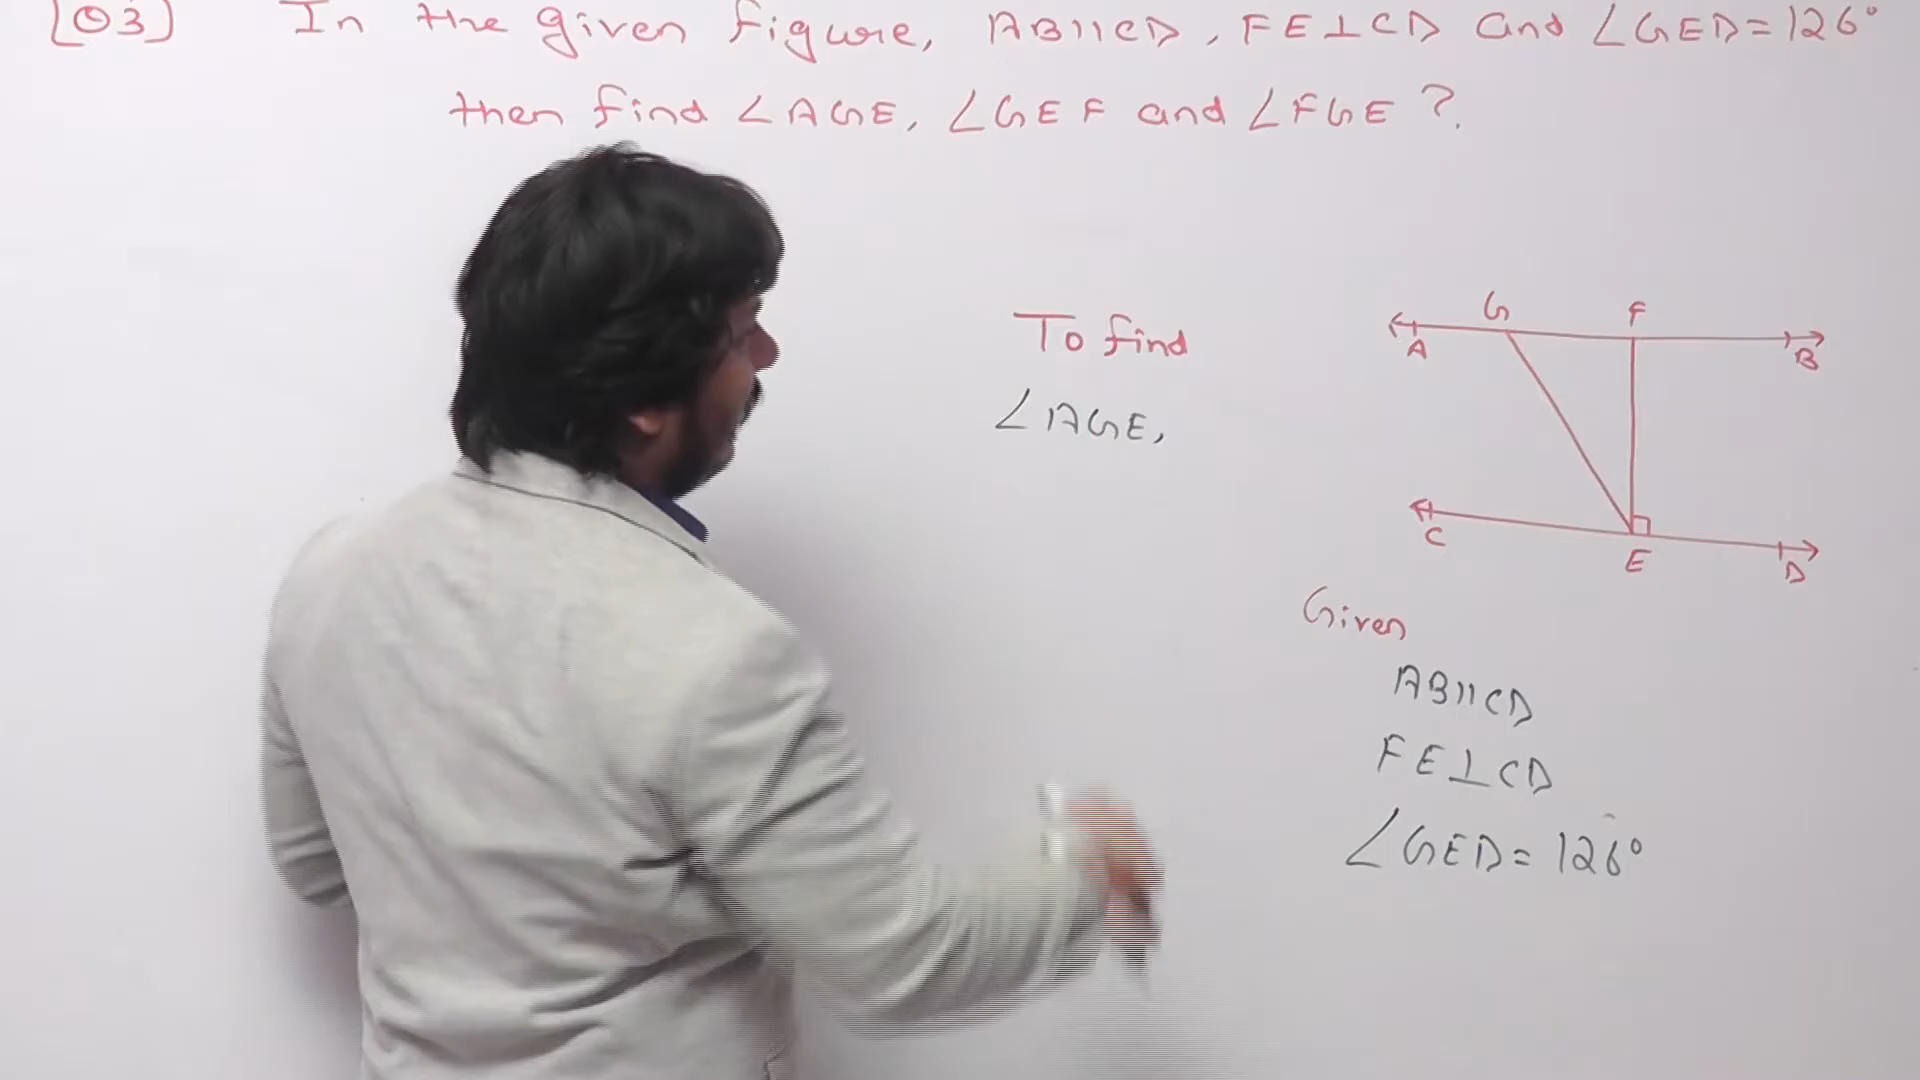 [Q3] In the given figure, AB||CD, FE⊥CD and ∠GED=126°
then find ∠AGE, ∠GEF and ∠FGE?.
To find
∠AGE,
G F
A B
C D
E
Given
AB||CD
FE⊥CD
∠GED=126°